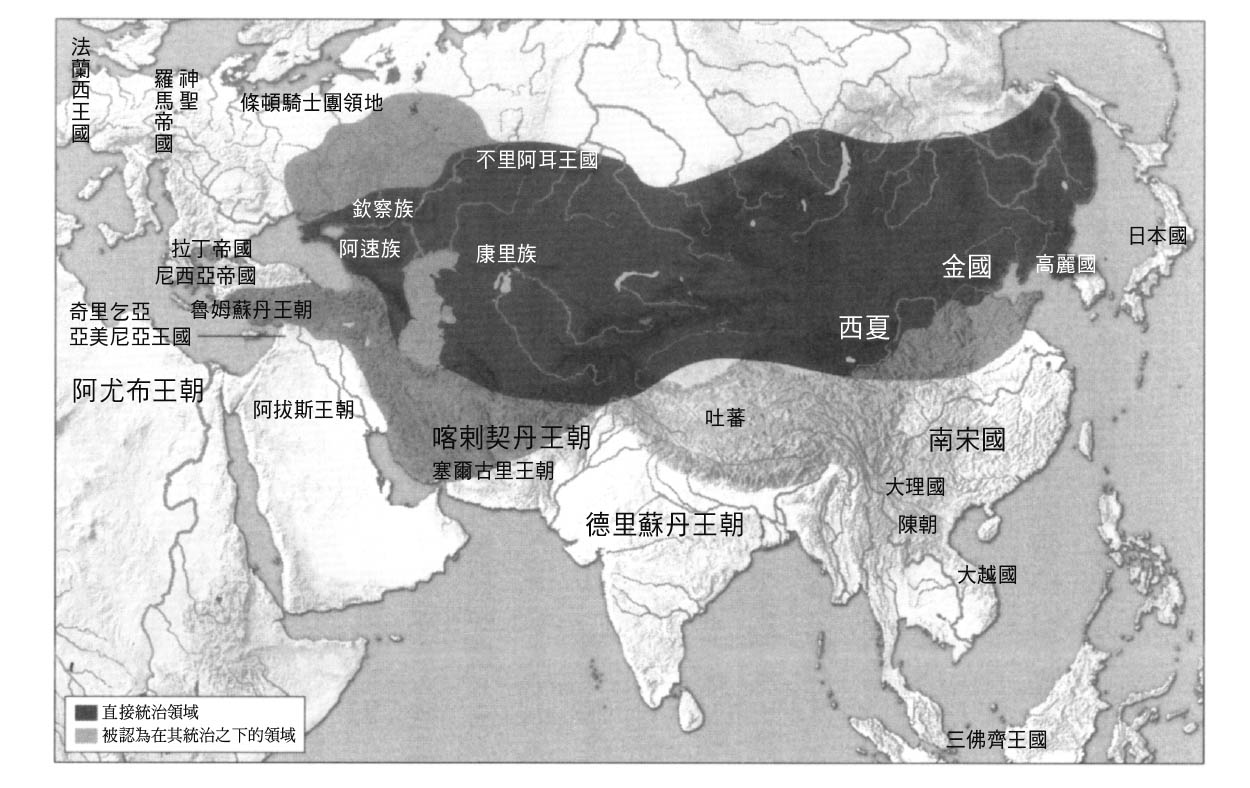 法蘭西王國
神聖
羅馬帝國
條頓騎士團領地
不里阿耳王國
欽察族
阿速族
康里族
拉丁帝國
尼西亞帝國
魯姆蘇丹王朝
奇里乞亞
亞美尼亞王國
阿尤布王朝
阿拔斯王朝
喀剌契丹王朝
塞爾古里王朝
德里蘇丹王朝
吐蕃
西夏
金國
高麗國
日本國
南宋國
大理國
陳朝
大越國
三佛齊王國
直接統治領域
被認為在其統治之下的領域